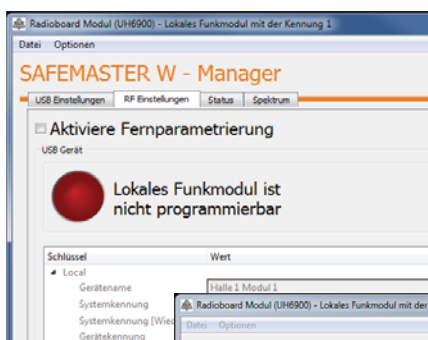 Radioboard Modul (UH6900) - Lokales Funkmodul mit der Kennung 1
Datei Optionen
SAFEMASTER W - Manager
USB Einstellungen RF Einstellungen Status Spektrum
Aktiviere Fernparametrierung
USB Gerät
Lokales Funkmodul ist
nicht programmierbar
Schlüssel Wert
Local
Gerätename Halle 1 Modul 1
Systemkennung
Systemkennung [Wied
Gerätekennung
Radioboard Modul (UH6900) - Lokales Funkmodul mit der
Datei Optionen